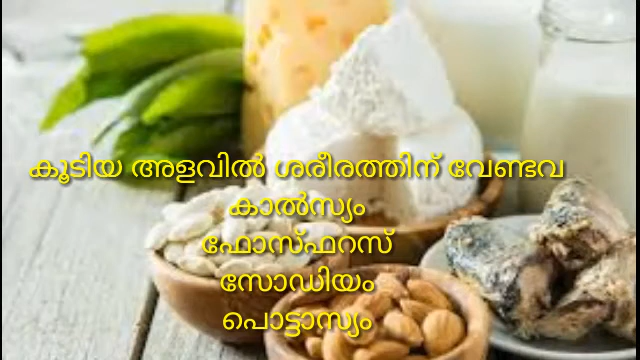 കൂടിയ അളവിൽ ശരീരത്തിന് വേണ്ടവ
കാൽസ്യം
ഫോസ്ഫറസ്
സോഡിയം
പൊട്ടാസ്യം